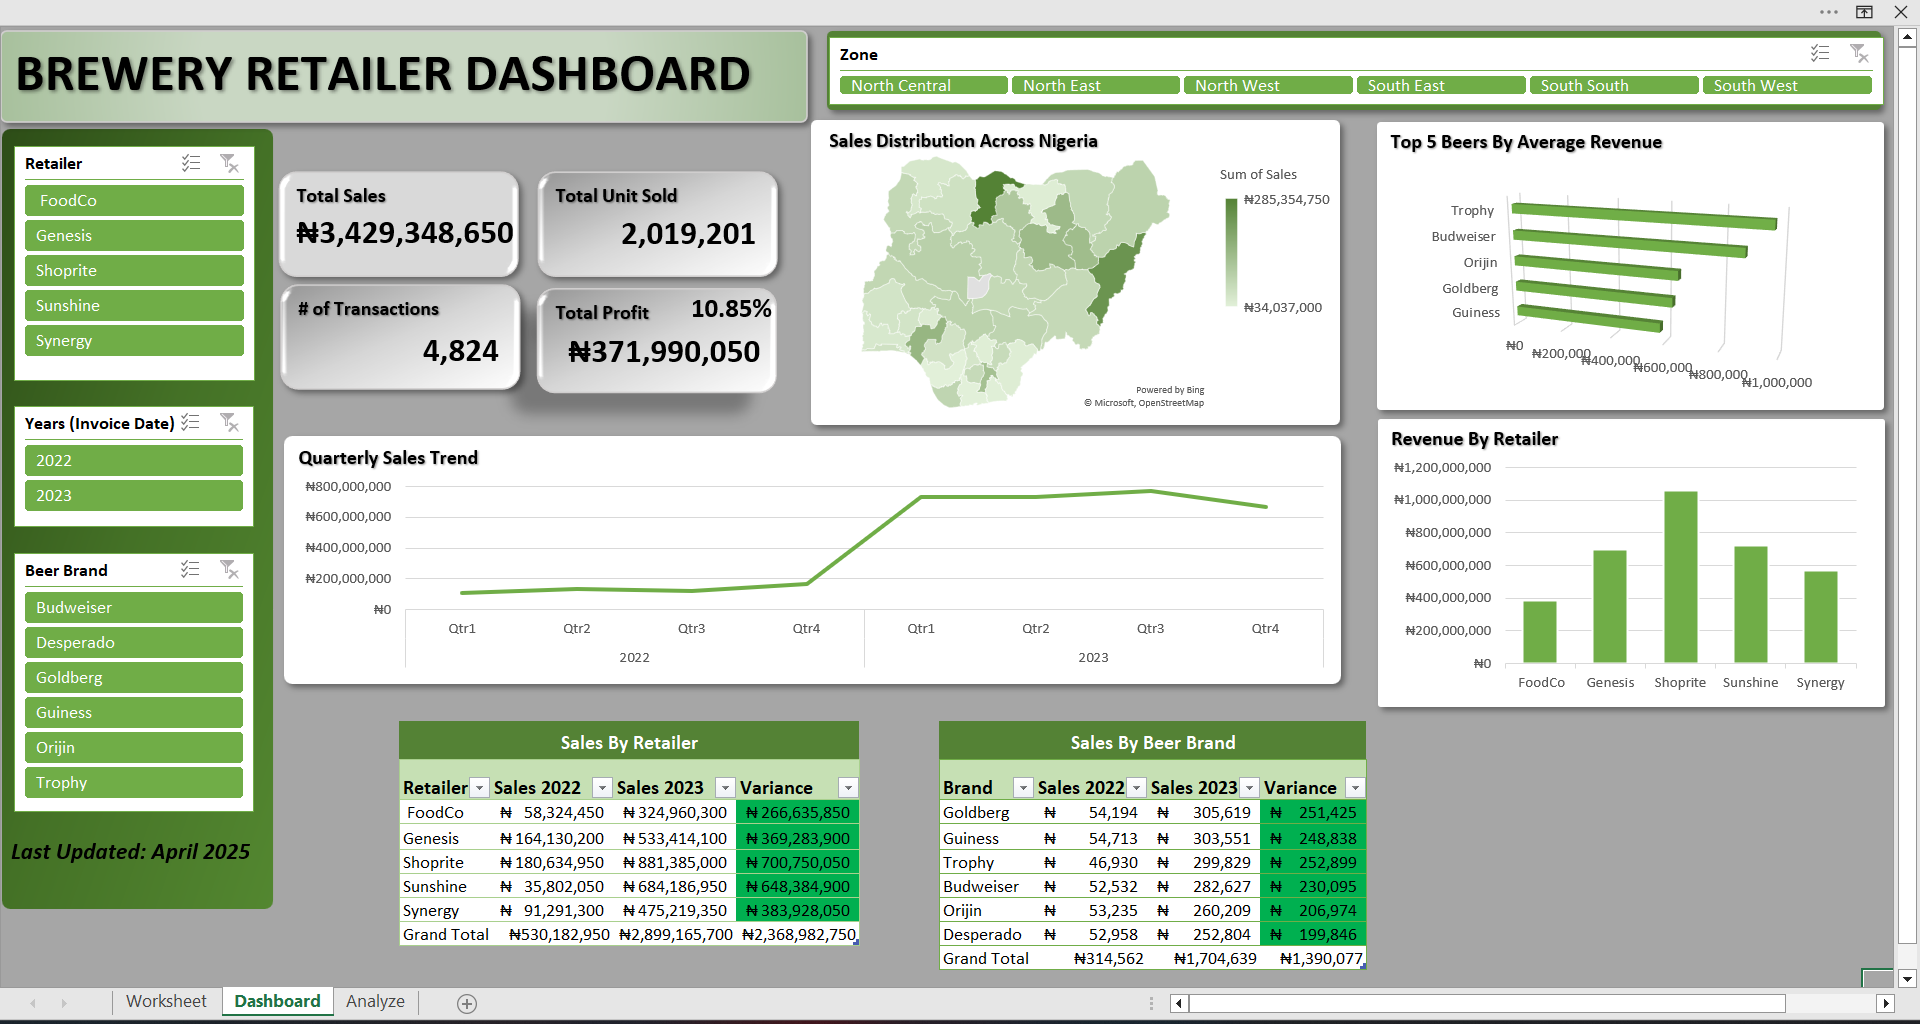 BREWERY RETAILER DASHBOARD
Zone
North Central
North East
North West
South East
South South
South West
Retailer
FoodCo
Genesis
Shoprite
Sunshine
Synergy
Years (Invoice Date)
2022
2023
Beer Brand
Budweiser
Desperado
Goldberg
Guiness
Orijin
Trophy
Last Updated: April 2025
Total Sales
₦3,429,348,650
Total Unit Sold
2,019,201
# of Transactions
4,824
Total Profit 10.85%
₦371,990,050
Sales Distribution Across Nigeria
Sum of Sales
₦285,354,750
₦34,037,000
Powered by Bing
© Microsoft, OpenStreetMap
Top 5 Beers By Average Revenue
Trophy
Budweiser
Orijin
Goldberg
Guiness
₦0
₦200,000
₦400,000
₦600,000
₦800,000
₦1,000,000
Quarterly Sales Trend
₦800,000,000
₦600,000,000
₦400,000,000
₦200,000,000
₦0
Qtr1 Qtr2 Qtr3 Qtr4 Qtr1 Qtr2 Qtr3 Qtr4
2022 2023
Revenue By Retailer
₦1,200,000,000
₦1,000,000,000
₦800,000,000
₦600,000,000
₦400,000,000
₦200,000,000
₦0
FoodCo Genesis Shoprite Sunshine Synergy
Sales By Retailer
Retailer Sales 2022 Sales 2023 Variance
FoodCo ₦ 58,324,450 ₦ 324,960,300 ₦ 266,635,850
Genesis ₦ 164,130,200 ₦ 533,414,100 ₦ 369,283,900
Shoprite ₦ 180,634,950 ₦ 881,385,000 ₦ 700,750,050
Sunshine ₦ 35,802,050 ₦ 684,186,950 ₦ 648,384,900
Synergy ₦ 91,291,300 ₦ 475,219,350 ₦ 383,928,050
Grand Total ₦530,182,950 ₦2,899,165,700 ₦2,368,982,750
Sales By Beer Brand
Brand Sales 2022 Sales 2023 Variance
Goldberg ₦ 54,194 ₦ 305,619 ₦ 251,425
Guiness ₦ 54,713 ₦ 303,551 ₦ 248,838
Trophy ₦ 46,930 ₦ 299,829 ₦ 252,899
Budweiser ₦ 52,532 ₦ 282,627 ₦ 230,095
Orijin ₦ 53,235 ₦ 260,209 ₦ 206,974
Desperado ₦ 52,958 ₦ 252,804 ₦ 199,846
Grand Total ₦314,562 ₦1,704,639 ₦1,390,077
Worksheet Dashboard Analyze